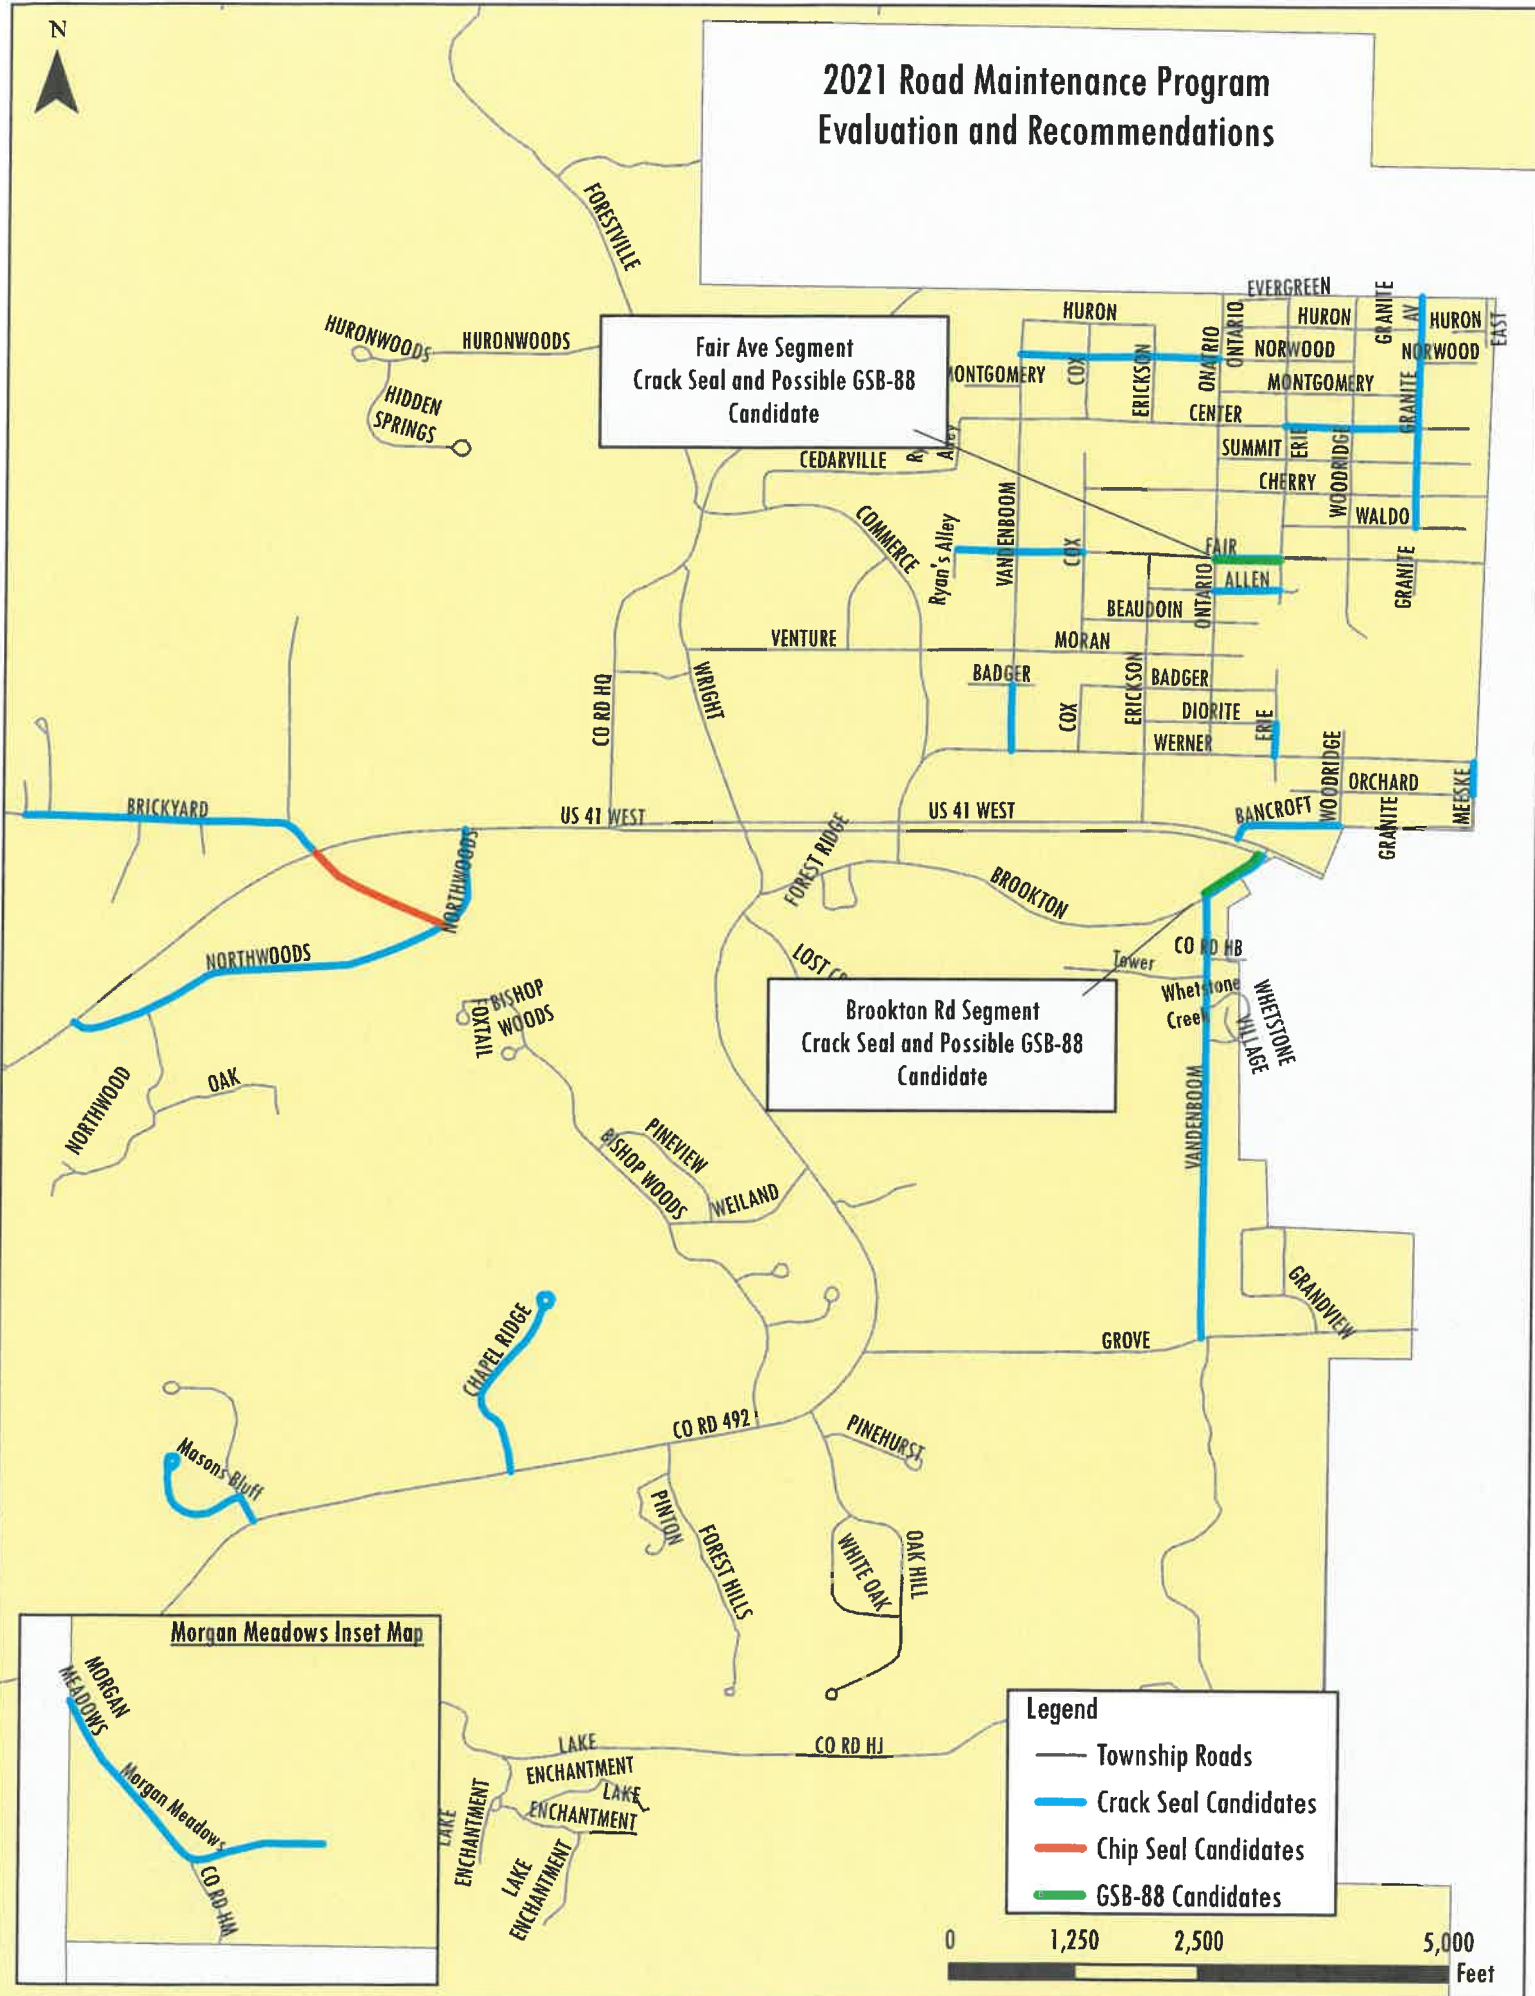 N
2021 Road Maintenance Program
Evaluation and Recommendations
FORESTVILLE
HURONWOODS
HURONWOODS
HIDDEN
SPRINGS
Fair Ave Segment
Crack Seal and Possible GSB-88
Candidate
EVERGREEN
HURON
ONTARIO
HURON
GRANITE
AV
HURON
EAST
ONATRIO
NORWOOD
NORWOOD
COX
ERICKSON
MONTGOMERY
CENTER
GRANITE
SUMMIT
ERIE
WOODRIDGE
CEDARVILLE
CHERRY
WALDO
COMMERCE
Ryan's Alley
VANDENBOOM
COX
FAIR
ALLEN
ONTARIO
GRANITE
BEAUDOIN
VENTURE
MORAN
WRIGHT
CO RD HQ
BADGER
ERICKSON
BADGER
COX
DIORITE
ERIE
WERNER
WOODRIDGE
ORCHARD
MEESKE
BRICKYARD
US 41 WEST
US 41 WEST
BANCROFT
GRANITE
NORTHWOODS
FOREST RIDGE
BROOKTON
NORTHWOODS
CO RD HB
Tower
Whetstone
Creek
WHETSTONE
VILLAGE
BISHOP
WOODS
FOXTAIL
Brookton Rd Segment
Crack Seal and Possible GSB-88
Candidate
LOST
NORTHWOOD
OAK
VANDENBOOM
PINEVIEW
BISHOP WOODS
WEILAND
GRANDVIEW
CHAPEL RIDGE
GROVE
CO RD 492
PINEHURST
Masons Bluff
PINTON
FOREST HILLS
WHITE OAK
OAK HILL
Morgan Meadows Inset Map
MORGAN
MEADOWS
Morgan Meadows
CO RD HM
LAKE
ENCHANTMENT
LAKE
ENCHANTMENT
LAKE
ENCHANTMENT
LAKE
ENCHANTMENT
CO RD HJ
Legend
Township Roads
Crack Seal Candidates
Chip Seal Candidates
GSB-88 Candidates
0 1,250 2,500 5,000
Feet